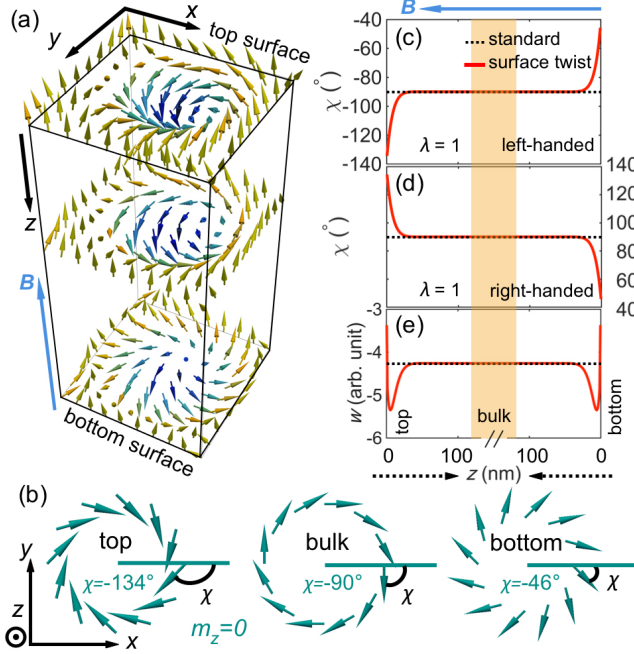 (a)
x
y
top surface
z
B
bottom surface
B
-40
-60
-80
-100
-120
-140
χ(°)
(c)
standard
surface twist
λ = 1
left-handed
(d)
χ(°)
140
120
100
80
60
40
λ = 1
right-handed
(e)
-3
-4
-5
-6
w (arb. unit)
top
bulk
bottom
0
100
100
0
z (nm)
(b)
top
χ=-134°
χ
bulk
χ=-90°
χ
bottom
χ=-46°
χ
y
z
x
m_z=0